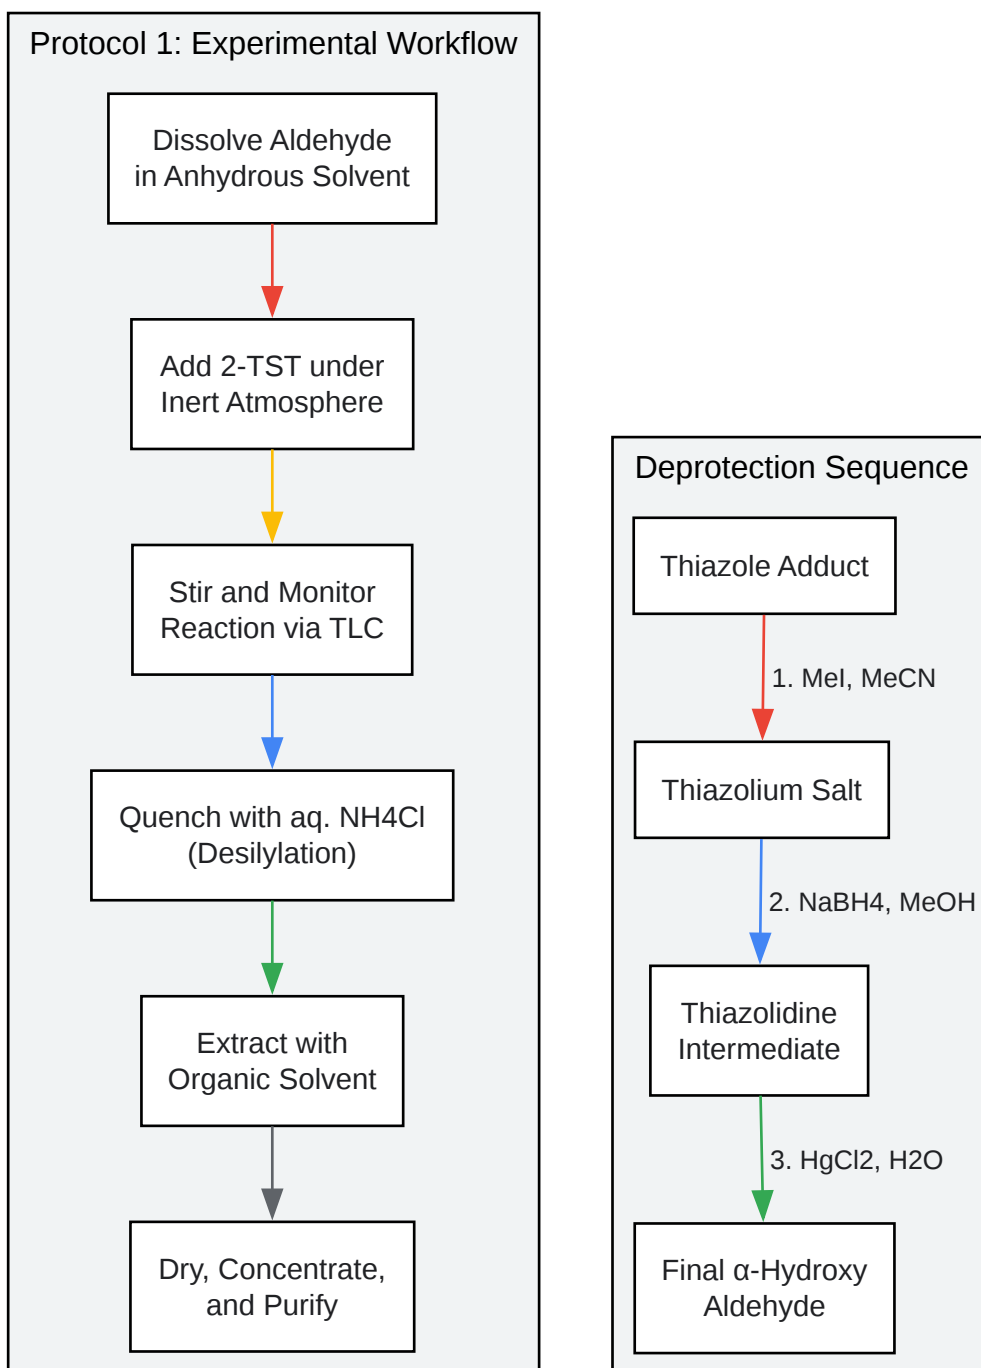 Protocol 1: Experimental Workflow
Dissolve Aldehyde
in Anhydrous Solvent
Add 2-TST under
Inert Atmosphere
Stir and Monitor
Reaction via TLC
Quench with aq. NH4Cl
(Desilylation)
Extract with
Organic Solvent
Dry, Concentrate,
and Purify
Deprotection Sequence
Thiazole Adduct
1. MeI, MeCN
Thiazolium Salt
2. NaBH4, MeOH
Thiazolidine
Intermediate
3. HgCl2, H2O
Final α-Hydroxy
Aldehyde